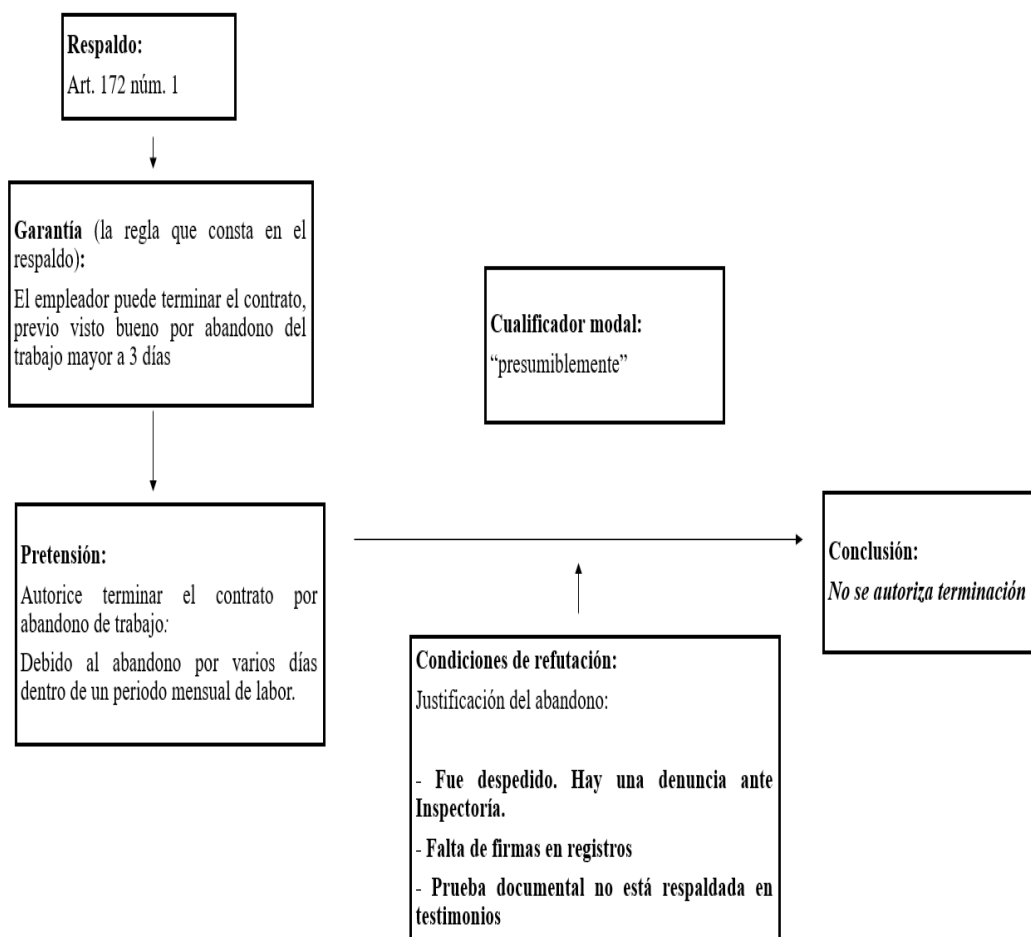 Respaldo:
Art. 172 núm. 1
Garantía (la regla que consta en el
respaldo):
El empleador puede terminar el contrato,
previo visto bueno por abandono del
trabajo mayor a 3 días
Cualificador modal:
“presumiblemente”
Pretensión:
Autorice terminar el contrato por
abandono de trabajo:
Debido al abandono por varios días
dentro de un periodo mensual de labor.
Conclusión:
No se autoriza terminación
Condiciones de refutación:
Justificación del abandono:
- Fue despedido. Hay una denuncia ante
Inspectoría.
- Falta de firmas en registros
- Prueba documental no está respaldada en
testimonios